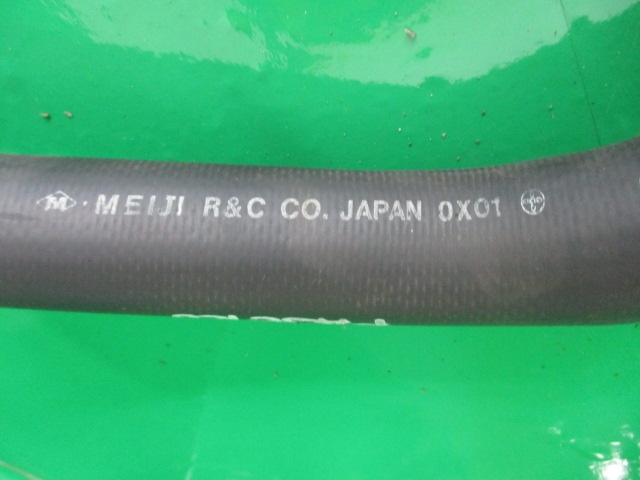 M · MEIJI R&C CO. JAPAN 0X01